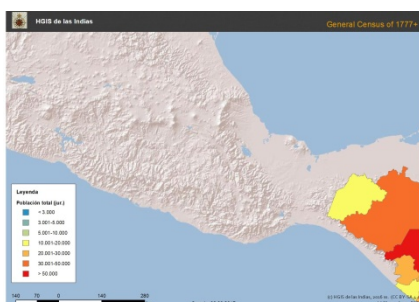 HGIS de las Indias
General Census of 1777+
Leyenda
Población total (jur.)
< 3.000
3.001-5.000
5.001-10.000
10.001-20.000
20.001-30.000
30.001-50.000
> 50.000
140 70 0 140 280